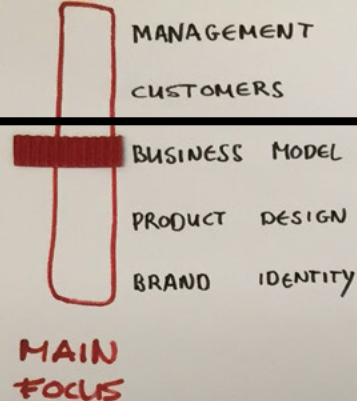 MANAGEMENT
CUSTOMERS
BUSINESS MODEL
PRODUCT DESIGN
BRAND IDENTITY
MAIN
FOCUS